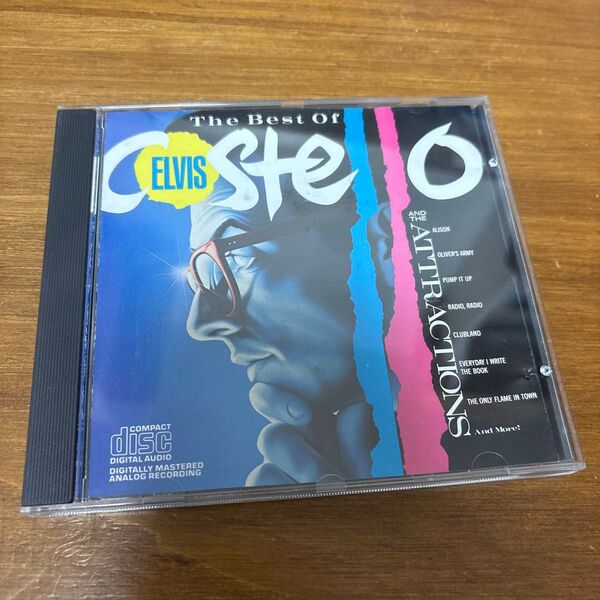 The Best Of
ELVIS
Costello
AND THE
ATTRACTIONS
ALISON
OLIVER'S ARMY
PUMP IT UP
RADIO, RADIO
CLUBLAND
EVERYDAY I WRITE
THE BOOK
THE ONLY FLAME IN TOWN
And More!
COMPACT
disc
DIGITAL AUDIO
DIGITALLY MASTERED
ANALOG RECORDING